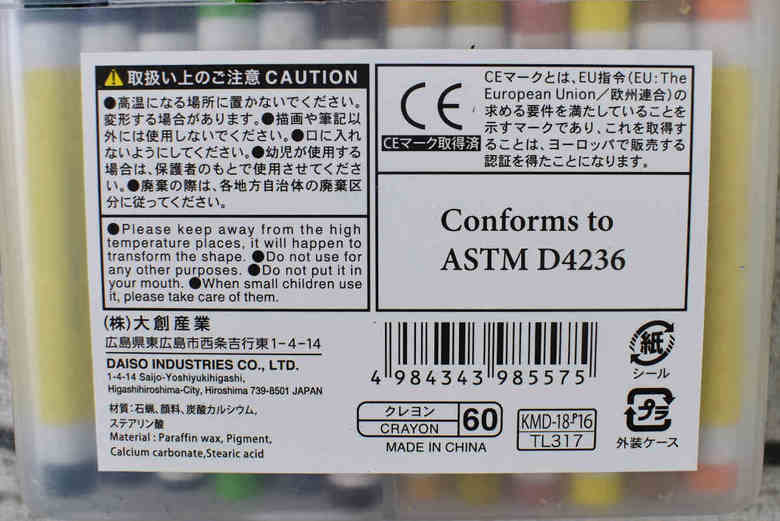 取扱い上のご注意 CAUTION
●高温になる場所に置かないでください。
変形する場合があります。●描画や筆記以
外には使用しないでください。●口に入れ
ないようにしてください。●幼児が使用する
場合は、保護者のもとで使用させてくださ
い。●廃棄の際は、各地方自治体の廃棄区
分に従ってください。
●Please keep away from the high
temperature places, it will happen to
transform the shape. ●Do not use for
any other purposes. ●Do not put it in
your mouth. ●When small children use
it, please take care of them.
CE
CEマーク取得済
CEマークとは、EU指令(EU:The
European Union/欧州連合)の
求める要件を満たしていることを
示すマークであり、これを取得す
ることは、ヨーロッパで販売する
認証を得たことになります。
Conforms to
ASTM D4236
(株)大創産業
広島県東広島市西条吉行東1-4-14
DAISO INDUSTRIES CO., LTD.
1-4-14 Saijo-Yoshiyukihigashi,
Higashihiroshima-City, Hiroshima 739-8501 JAPAN
材質:石蝋、顔料、炭酸カルシウム、
ステアリン酸
Material : Paraffin wax, Pigment,
Calcium carbonate,Stearic acid
4 984343 985575
クレヨン
CRAYON
60
MADE IN CHINA
KMD-18-P16
TL317
紙
シール
プラ
外装ケース